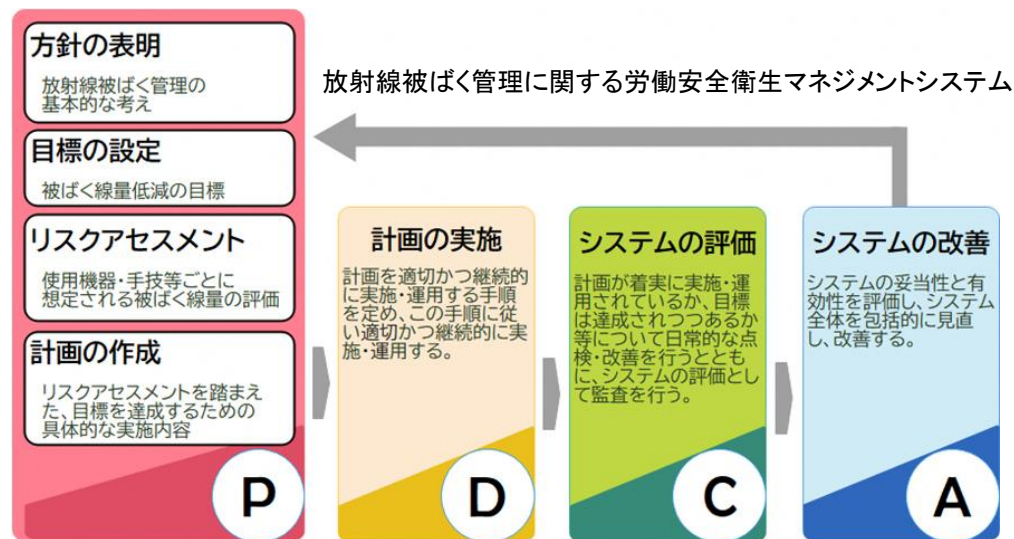 放射線被ばく管理に関する労働安全衛生マネジメントシステム
方針の表明
放射線被ばく管理の
基本的な考え
目標の設定
被ばく線量低減の目標
リスクアセスメント
使用機器・手技等ごとに
想定される被ばく線量の評価
計画の作成
リスクアセスメントを踏まえ
た、目標を達成するための
具体的な実施内容
P
計画の実施
計画を適切かつ継続的
に実施・運用する手順
を定め、この手順に従
い適切かつ継続的に実
施・運用する。
D
システムの評価
計画が着実に実施・運
用されているか、目標
は達成されつつあるか
等について日常的な点
検・改善を行うととも
に、システムの評価とし
て監査を行う。
C
システムの改善
システムの妥当性と有
効性を評価し、システム
全体を包括的に見直
し、改善する。
A